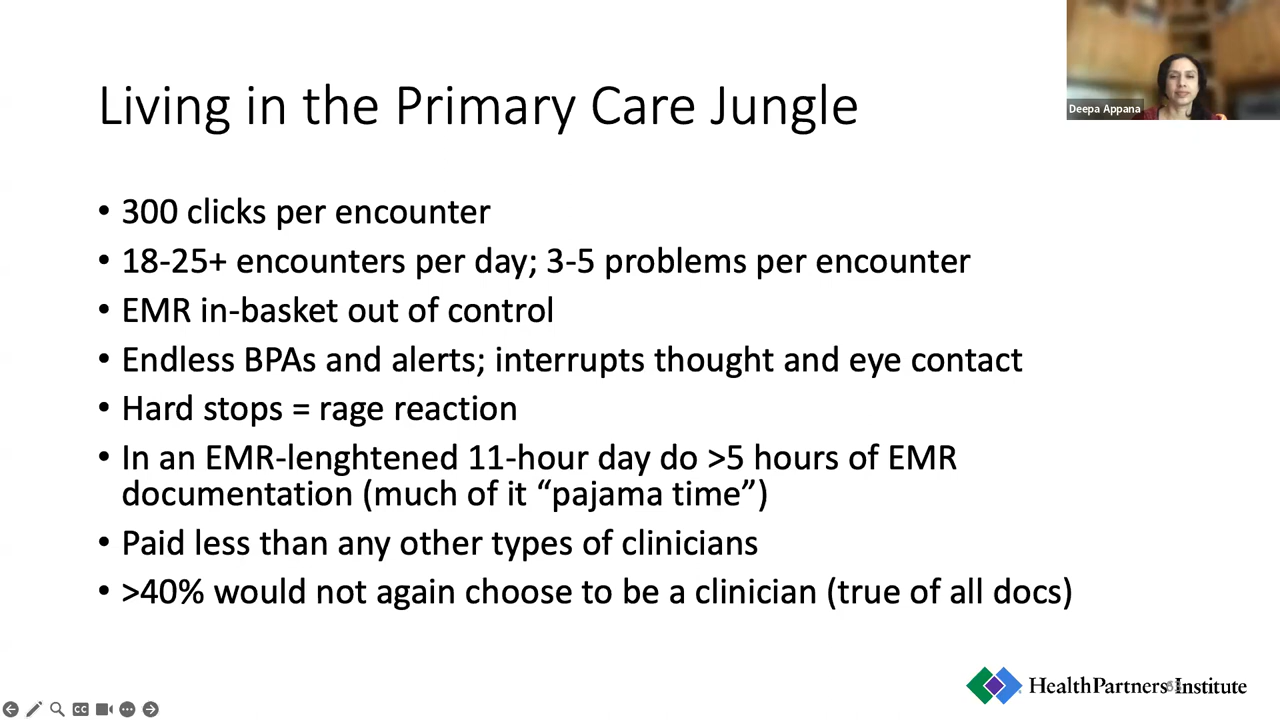 Living in the Primary Care Jungle
Deepa Appana
• 300 clicks per encounter
• 18-25+ encounters per day; 3-5 problems per encounter
• EMR in-basket out of control
• Endless BPAs and alerts; interrupts thought and eye contact
• Hard stops = rage reaction
• In an EMR-lenghtened 11-hour day do >5 hours of EMR
documentation (much of it “pajama time”)
• Paid less than any other types of clinicians
• >40% would not again choose to be a clinician (true of all docs)
HealthPartners Institute
CC